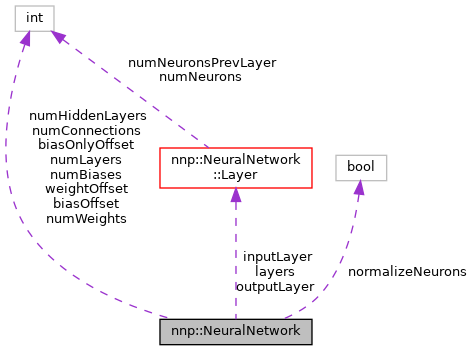 int
numNeuronsPrevLayer
numNeurons
numHiddenLayers
numConnections
biasOnlyOffset
numLayers
numBiases
weightOffset
biasOffset
numWeights
nnp::NeuralNetwork
::Layer
bool
inputLayer
layers
outputLayer
normalizeNeurons
nnp::NeuralNetwork